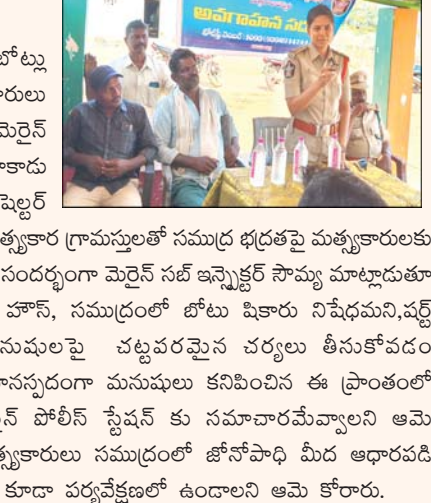 అవగాహన సద
బోట్లు
కారులు
మెరైన్
కాడు
షెల్టర్
త్స్యకార గ్రామస్తులతో సముద్ర భద్రతపై మత్స్యకారులకు
సందర్భంగా మెరైన్ సబ్ ఇన్స్పెక్టర్ సౌమ్య మాట్లాడుతూ
హౌస్, సముద్రంలో బోటు షికారు నిషేధమని,షర్ట్
నుషులపై చట్టవరమైన చర్యలు తీసుకోవడం
ానస్పదంగా మనుషులు కనిపించిన ఈ ప్రాంతంలో
ైన్ పోలీస్ స్టేషన్ కు సమాచారమేవ్వాలని ఆమె
త్స్యకారులు సముద్రంలో జోనోపాధి మీద ఆధారపడి
కూడా పర్యవేక్షణలో ఉండాలని ఆమె కోరారు.